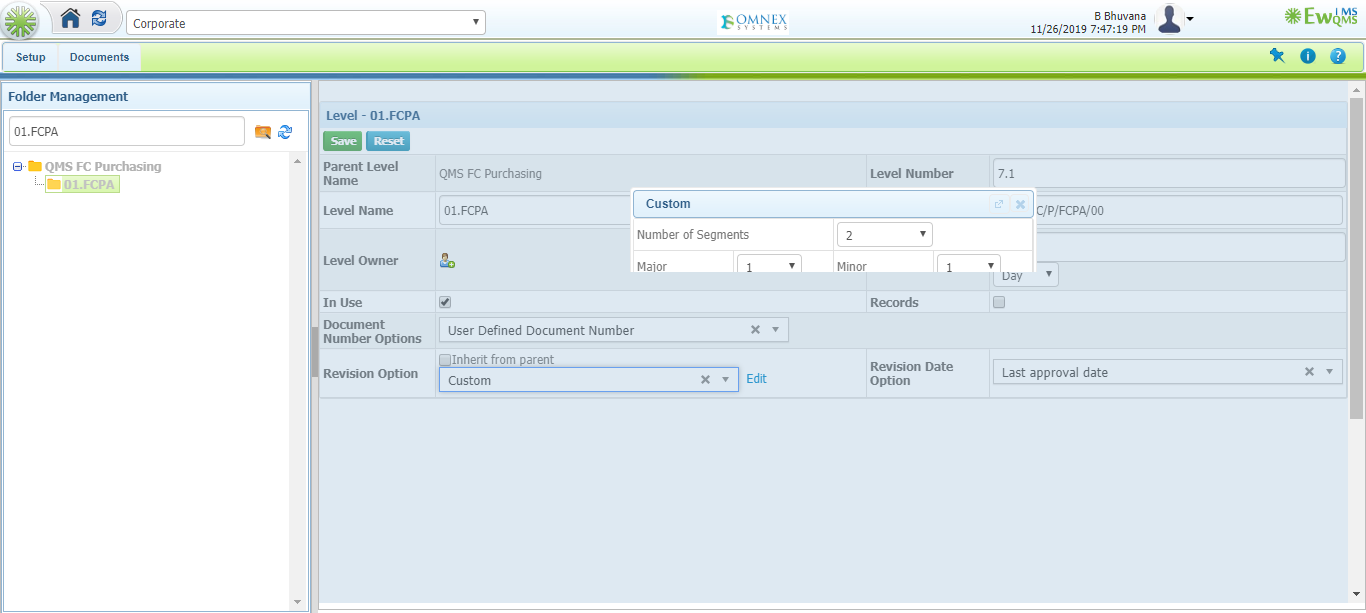 Corporate
OMNEX
SYSTEMS
B Bhuvana
11/26/2019 7:47:19 PM
EwIMS
QMS
Setup Documents
Folder Management
01.FCPA
QMS FC Purchasing
01.FCPA
Level - 01.FCPA
Save Reset
Parent Level
Name
QMS FC Purchasing
Level Number
7.1
Level Name
01.FCPA
C/P/FCPA/00
Custom
Number of Segments
2
Major
1
Minor
1
Level Owner
Day
In Use
Records
Document
Number Options
User Defined Document Number
Revision Option
Inherit from parent
Custom
Edit
Revision Date
Option
Last approval date